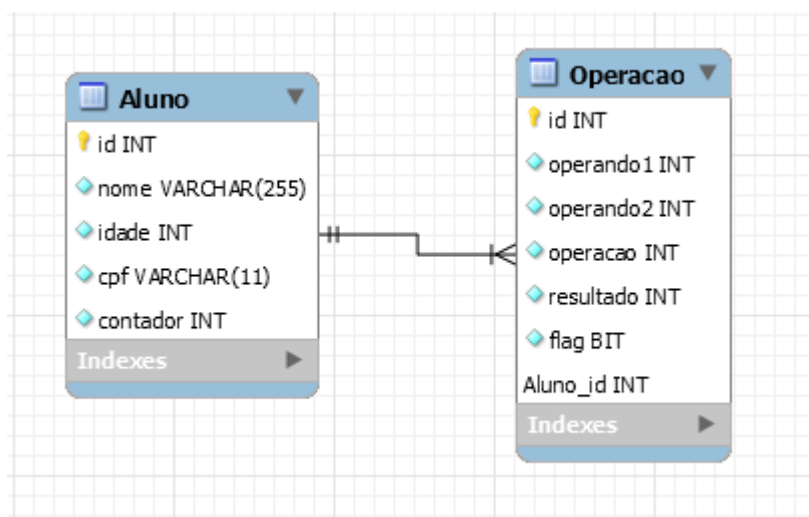 Aluno
id INT
nome VARCHAR(255)
idade INT
cpf VARCHAR(11)
contador INT
Indexes
Operacao
id INT
operando1 INT
operando2 INT
operacao INT
resultado INT
flag BIT
Aluno_id INT
Indexes